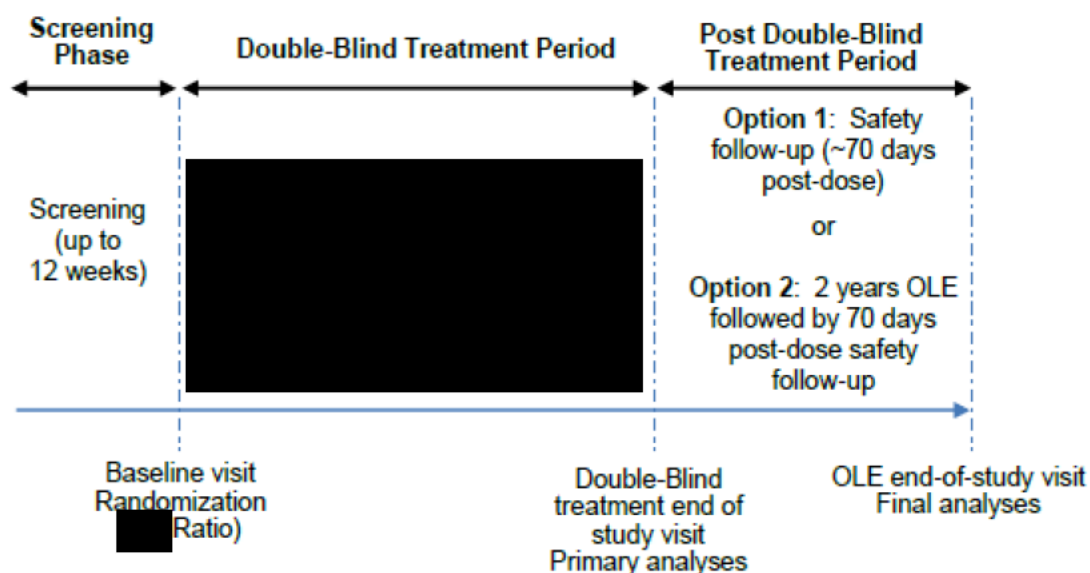 Screening
Phase
Double-Blind Treatment Period
Post Double-Blind
Treatment Period
Screening
(up to
12 weeks)
Option 1: Safety
follow-up (~70 days
post-dose)
or
Option 2: 2 years OLE
followed by 70 days
post-dose safety
follow-up
Baseline visit
Randomization
Ratio)
Double-Blind
treatment end of
study visit
Primary analyses
OLE end-of-study visit
Final analyses